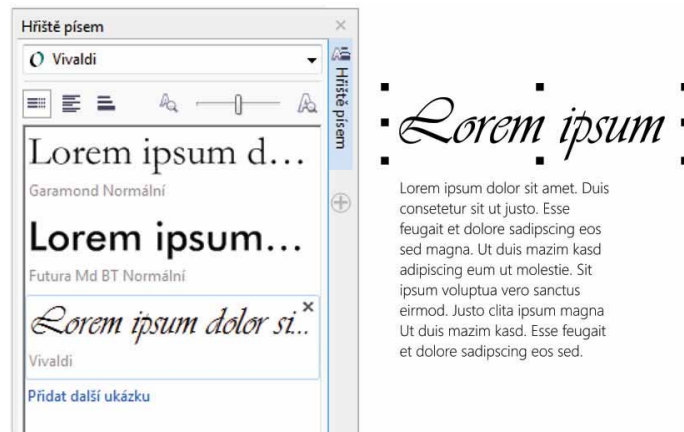 Hřiště písem
Vivaldi
Lorem ipsum d...
Garamond Normální
Lorem ipsum...
Futura Md BT Normální
Lorem ipsum dolor si...
Vivaldi
Přidat další ukázku
Hřiště písem
Lorem ipsum
Lorem ipsum dolor sit amet. Duis
consetetur sit ut justo. Esse
feugait et dolore sadipscing eos
sed magna. Ut duis mazim kasd
adipiscing eum ut molestie. Sit
ipsum voluptua vero sanctus
eirmod. Justo clita ipsum magna
Ut duis mazim kasd. Esse feugait
et dolore sadipscing eos sed.